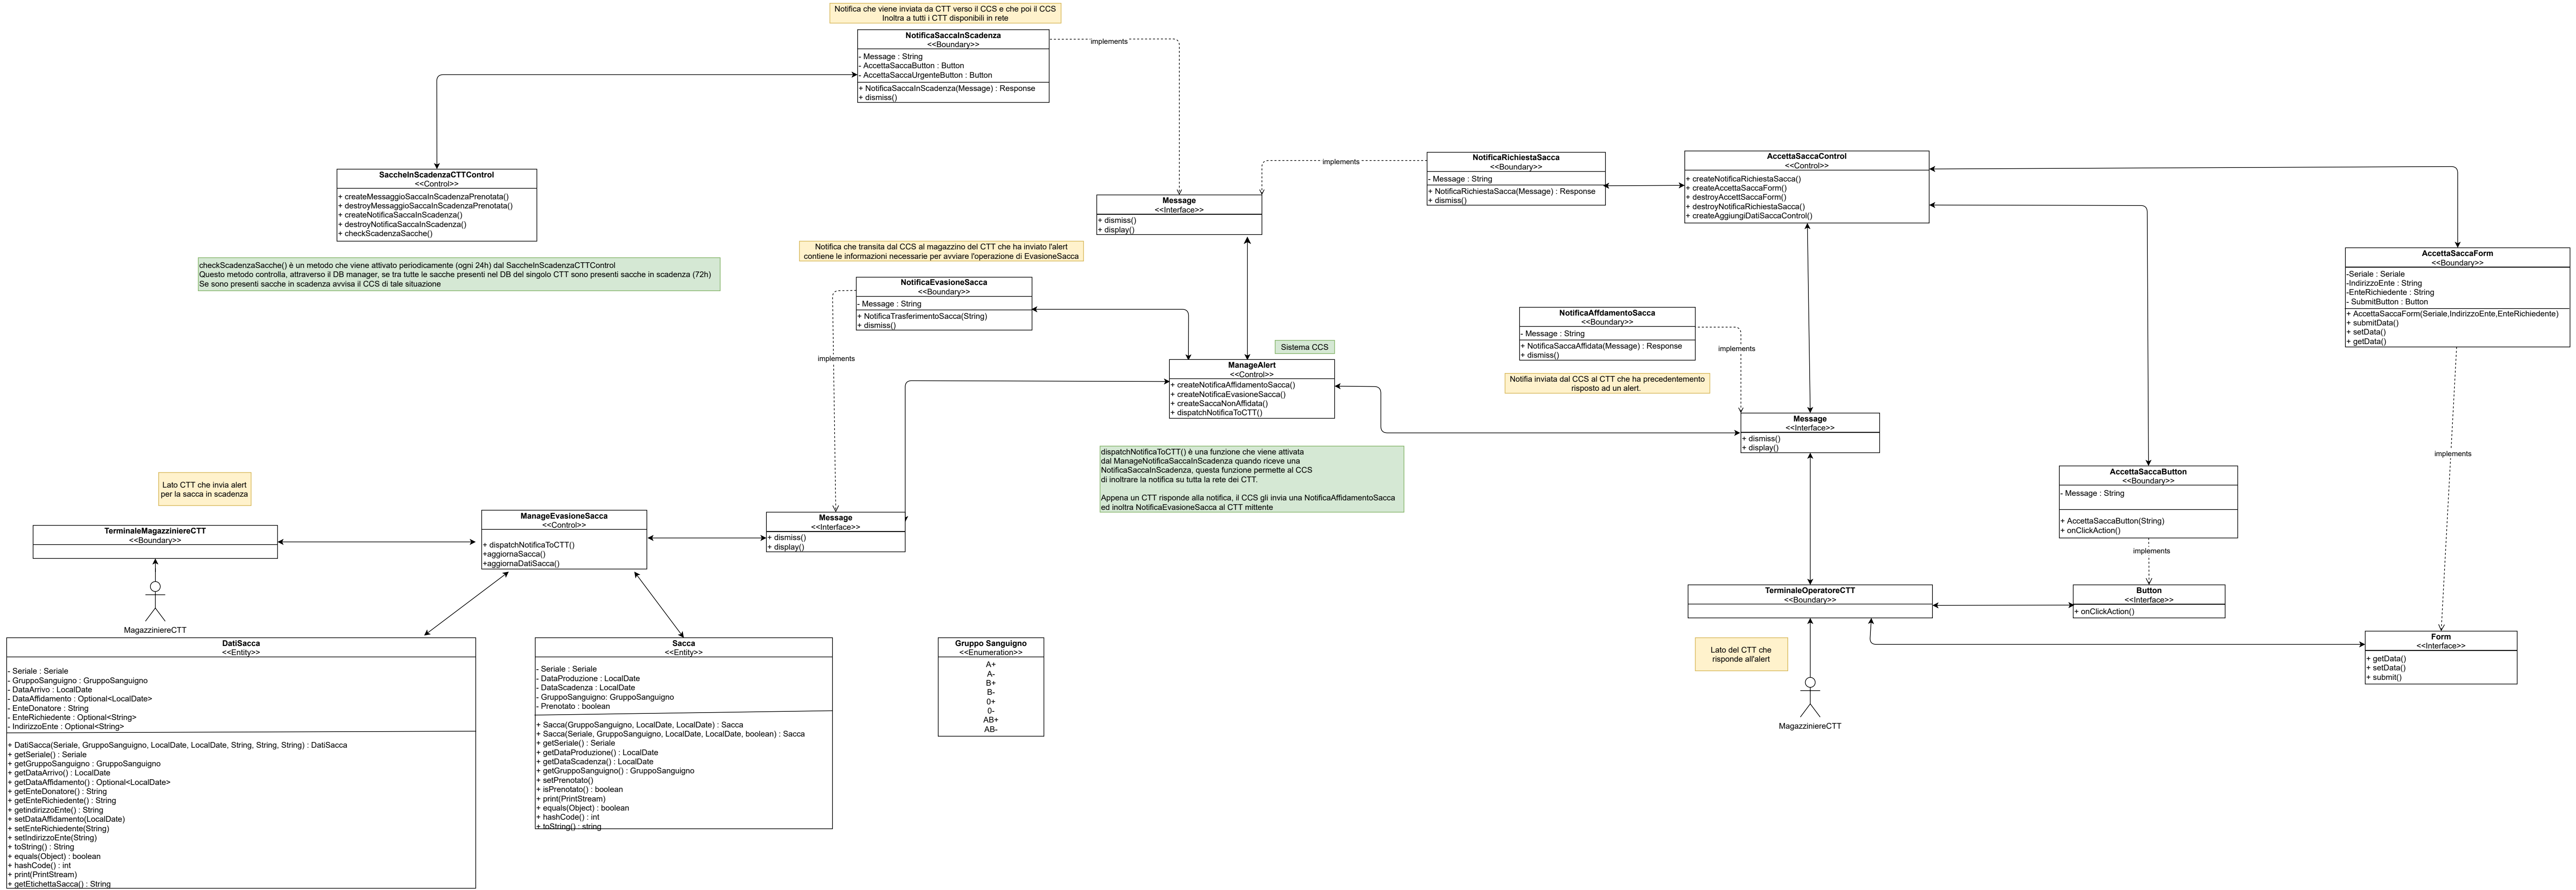 Notifica che viene inviata da CTT verso il CCS e che poi il CCS
Inoltra a tutti i CTT disponibili in rete
NotificaSaccaInScadenza
<<Boundary>>
- Message : String
- AccettaSaccaButton : Button
- AccettaSaccaUrgenteButton : Button
+ NotificaSaccaInScadenza(Message) : Response
+ dismiss()
implements
SaccheInScadenzaCTTControl
<<Control>>
+ createMessaggioSaccaInScadenzaPrenotata()
+ destroyMessaggioSaccaInScadenzaPrenotata()
+ createNotificaSaccaInScadenza()
+ destroyNotificaSaccaInScadenza()
+ checkScadenzaSacche()
checkScadenzaSacche() è un metodo che viene attivato periodicamente (ogni 24h) dal SaccheInScadenzaCTTControl
Questo metodo controlla, attraverso il DB manager, se tra tutte le sacche presenti nel DB del singolo CTT sono presenti sacche in scadenza (72h)
Se sono presenti sacche in scadenza avvisa il CCS di tale situazione
Message
<<Interface>>
+ dismiss()
+ display()
implements
NotificaRichiestaSacca
<<Boundary>>
- Message : String
+ NotificaRichiestaSacca(Message) : Response
+ dismiss()
AccettaSaccaControl
<<Control>>
+ createNotificaRichiestaSacca()
+ createAccettaSaccaForm()
+ destroyAccettSaccaForm()
+ destroyNotificaRichiestaSacca()
+ createAggiungiDatiSaccaControl()
AccettaSaccaForm
<<Boundary>>
-Seriale : Seriale
-IndirizzoEnte : String
-EnteRichiedente : String
- SubmitButton : Button
+ AccettaSaccaForm(Seriale,IndirizzoEnte,EnteRichiedente)
+ submitData()
+ setData()
+ getData()
Notifica che transita dal CCS al magazzino del CTT che ha inviato l'alert
contiene le informazioni necessarie per avviare l'operazione di EvasioneSacca
NotificaEvasioneSacca
<<Boundary>>
- Message : String
+ NotificaTrasferimentoSacca(String)
+ dismiss()
implements
Sistema CCS
ManageAlert
<<Control>>
+ createNotificaAffidamentoSacca()
+ createNotificaEvasioneSacca()
+ createSaccaNonAffidata()
+ dispatchNotificaToCTT()
NotificaAffdamentoSacca
<<Boundary>>
- Message : String
+ NotificaSaccaAffidata(Message) : Response
+ dismiss()
implements
Notifia inviata dal CCS al CTT che ha precedentemento
risposto ad un alert.
Message
<<Interface>>
+ dismiss()
+ display()
dispatchNotificaToCTT() è una funzione che viene attivata
dal ManageNotificaSaccaInScadenza quando riceve una
NotificaSaccaInScadenza, questa funzione permette al CCS
di inoltrare la notifica su tutta la rete dei CTT.
Appena un CTT risponde alla notifica, il CCS gli invia una NotificaAffidamentoSacca
ed inoltra NotificaEvasioneSacca al CTT mittente
implements
AccettaSaccaButton
<<Boundary>>
- Message : String
+ AccettaSaccaButton(String)
+ onClickAction()
implements
Lato CTT che invia alert
per la sacca in scadenza
TerminaleMagazziniereCTT
<<Boundary>>
MagazziniereCTT
ManageEvasioneSacca
<<Control>>
+ dispatchNotificaToCTT()
+aggiornaSacca()
+aggiornaDatiSacca()
Message
<<Interface>>
+ dismiss()
+ display()
TerminaleOperatoreCTT
<<Boundary>>
Button
<<Interface>>
+ onClickAction()
Lato del CTT che
risponde all'alert
MagazziniereCTT
Form
<<Interface>>
+ getData()
+ setData()
+ submit()
DatiSacca
<<Entity>>
- Seriale : Seriale
- GruppoSanguigno : GruppoSanguigno
- DataArrivo : LocalDate
- DataAffidamento : Optional<LocalDate>
- EnteDonatore : String
- EnteRichiedente : Optional<String>
- IndirizzoEnte : Optional<String>
+ DatiSacca(Seriale, GruppoSanguigno, LocalDate, LocalDate, String, String, String) : DatiSacca
+ getSeriale() : Seriale
+ getGruppoSanguigno : GruppoSanguigno
+ getDataArrivo() : LocalDate
+ getDataAffidamento() : Optional<LocalDate>
+ getEnteDonatore() : String
+ getEnteRichiedente() : String
+ getindirizzoEnte() : String
+ setDataAffidamento(LocalDate)
+ setEnteRichiedente(String)
+ setIndirizzoEnte(String)
+ toString() : String
+ equals(Object) : boolean
+ hashCode() : int
+ print(PrintStream)
+ getEtichettaSacca() : String
Sacca
<<Entity>>
- Seriale : Seriale
- DataProduzione : LocalDate
- DataScadenza : LocalDate
- GruppoSanguigno: GruppoSanguigno
- Prenotato : boolean
+ Sacca(GruppoSanguigno, LocalDate, LocalDate) : Sacca
+ Sacca(Seriale, GruppoSanguigno, LocalDate, LocalDate, boolean) : Sacca
+ getSeriale() : Seriale
+ getDataProduzione() : LocalDate
+ getDataScadenza() : LocalDate
+ getGruppoSanguigno() : GruppoSanguigno
+ setPrenotato()
+ isPrenotato() : boolean
+ print(PrintStream)
+ equals(Object) : boolean
+ hashCode() : int
+ toString() : string
Gruppo Sanguigno
<<Enumeration>>
A+
A-
B+
B-
0+
0-
AB+
AB-